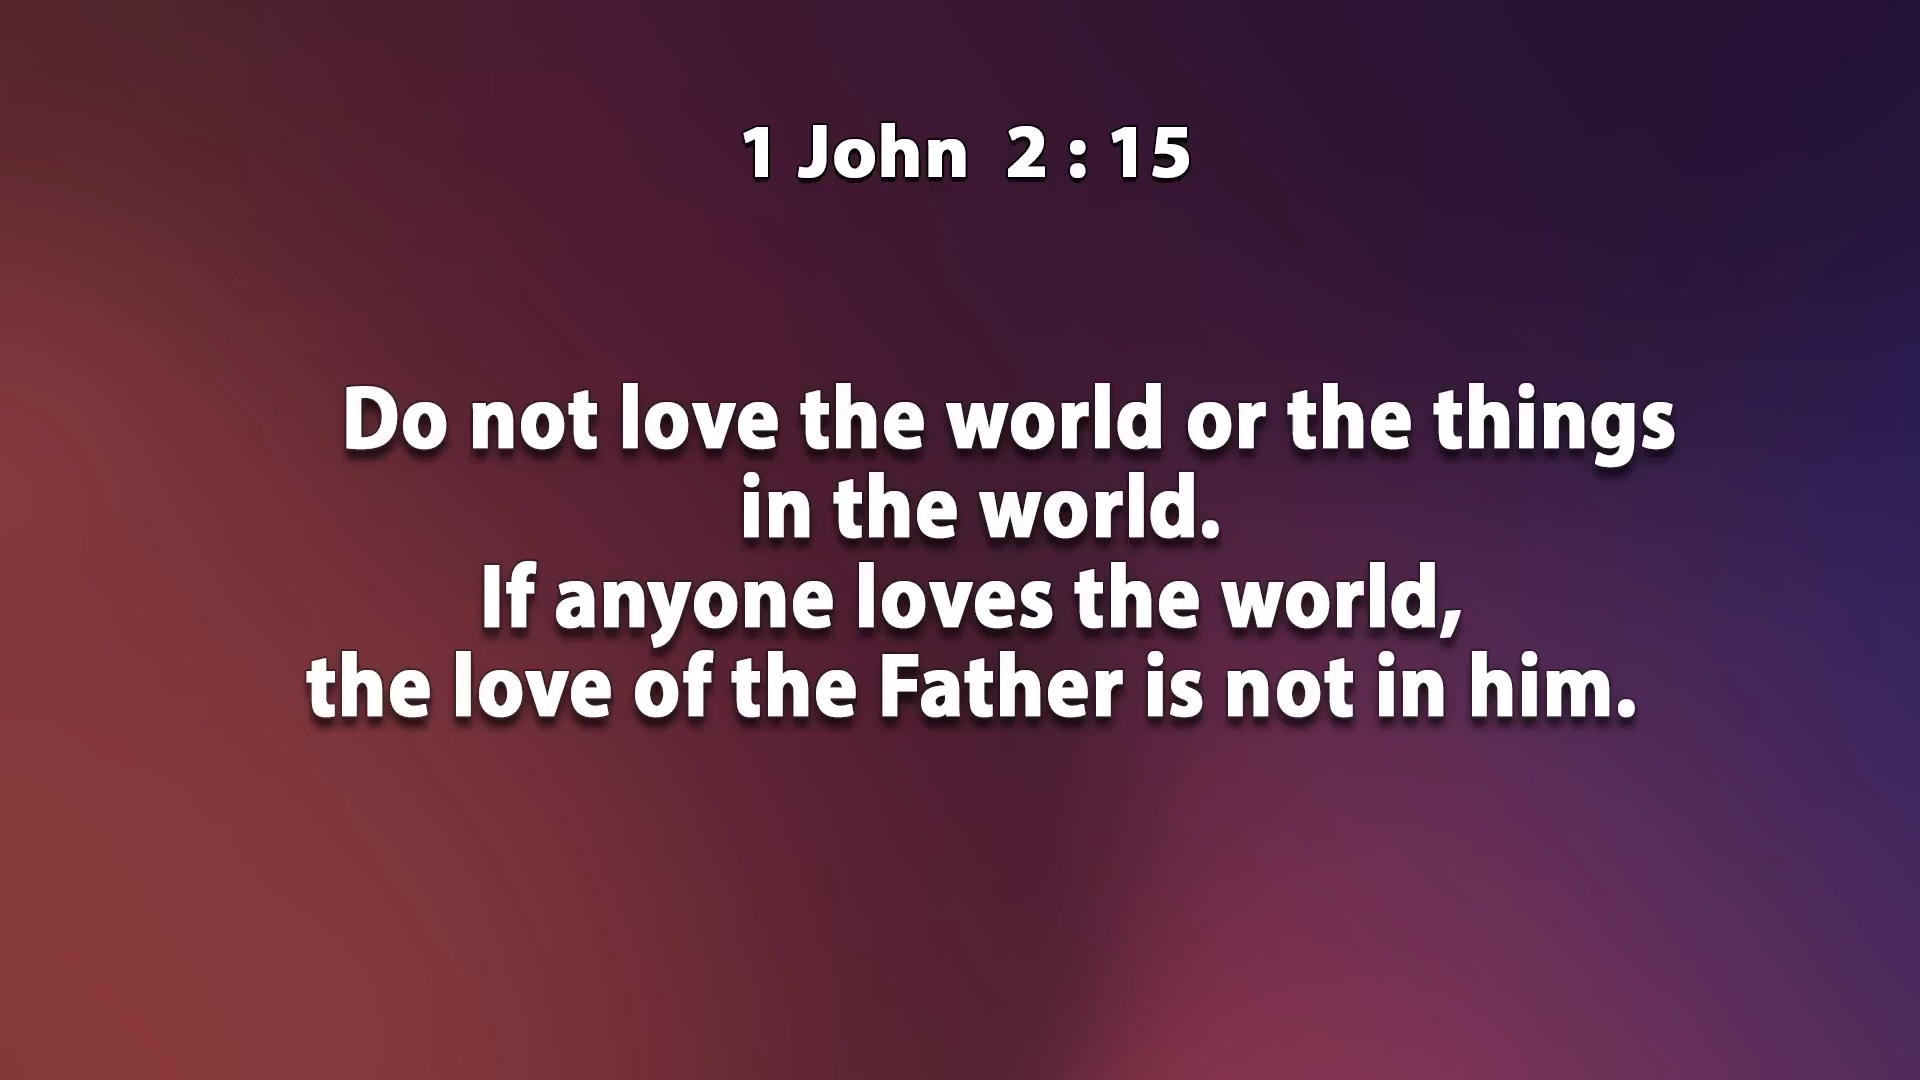 1 John 2 : 15
Do not love the world or the things
in the world.
If anyone loves the world,
the love of the Father is not in him.